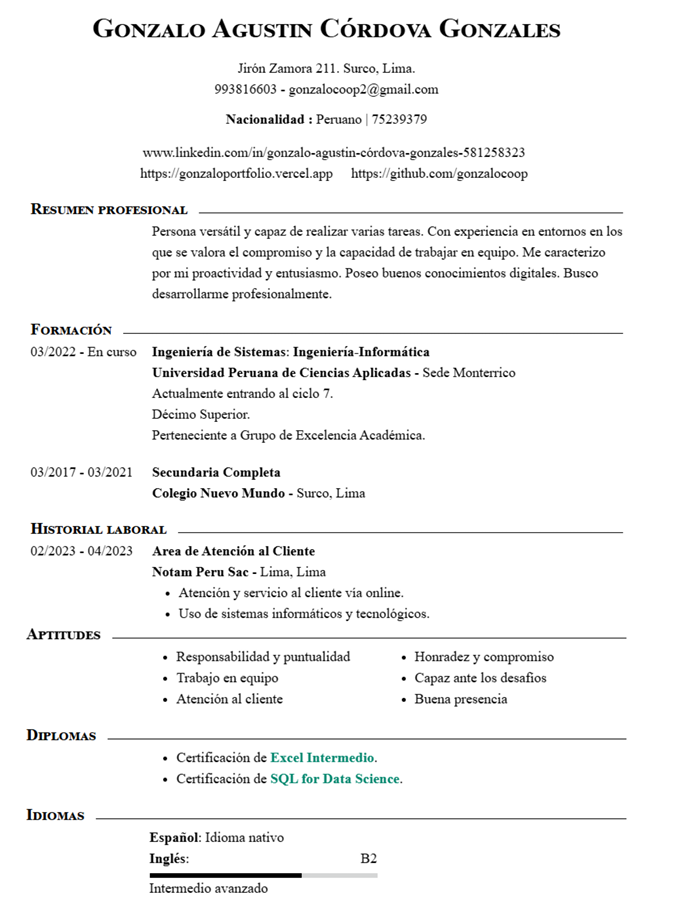 Gonzalo Agustin Córdova Gonzales
Jirón Zamora 211. Surco, Lima.
993816603 - gonzalocoop2@gmail.com
Nacionalidad : Peruano | 75239379
www.linkedin.com/in/gonzalo-agustin-córdova-gonzales-581258323
https://gonzaloportfolio.vercel.app https://github.com/gonzalocoop
Resumen profesional
Persona versátil y capaz de realizar varias tareas. Con experiencia en entornos en los
que se valora el compromiso y la capacidad de trabajar en equipo. Me caracterizo
por mi proactividad y entusiasmo. Poseo buenos conocimientos digitales. Busco
desarrollarme profesionalmente.
Formación
03/2022 - En curso Ingeniería de Sistemas: Ingeniería-Informática
Universidad Peruana de Ciencias Aplicadas - Sede Monterrico
Actualmente entrando al ciclo 7.
Décimo Superior.
Perteneciente a Grupo de Excelencia Académica.
03/2017 - 03/2021 Secundaria Completa
Colegio Nuevo Mundo - Surco, Lima
Historial laboral
02/2023 - 04/2023 Area de Atención al Cliente
Notam Peru Sac - Lima, Lima
• Atención y servicio al cliente vía online.
• Uso de sistemas informáticos y tecnológicos.
Aptitudes
• Responsabilidad y puntualidad • Honradez y compromiso
• Trabajo en equipo • Capaz ante los desafíos
• Atención al cliente • Buena presencia
Diplomas
• Certificación de Excel Intermedio.
• Certificación de SQL for Data Science.
Idiomas
Español: Idioma nativo
Inglés: B2
Intermedio avanzado